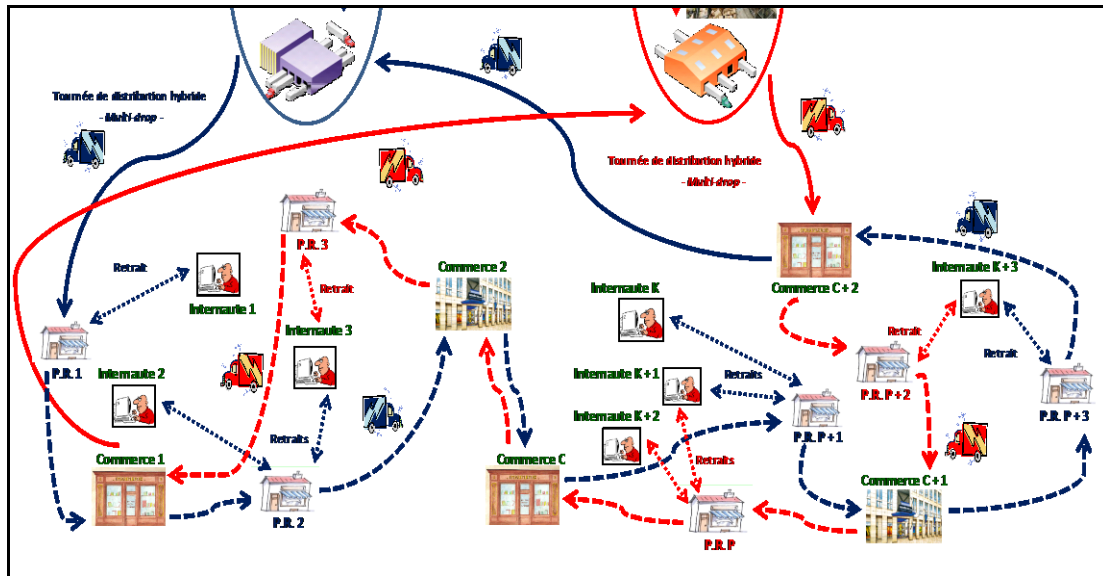 Tournée de distribution hybride
- Multi-drop -
Tournée de distribution hybride
- Multi-drop -
P.R. 3
Retrait
Internaute 1
Retrait
Commerce 2
Internaute K
Commerce C + 2
Internaute K + 3
Internaute 3
P.R. 1
Internaute 2
Retrait
Retrait
Internaute K + 1
Retraits
P.R. P + 2
P.R. P + 3
Internaute K + 2
P.R. P + 1
Retraits
Commerce 1
Commerce C
Retraits
Commerce C + 1
P.R. 2
P.R. P